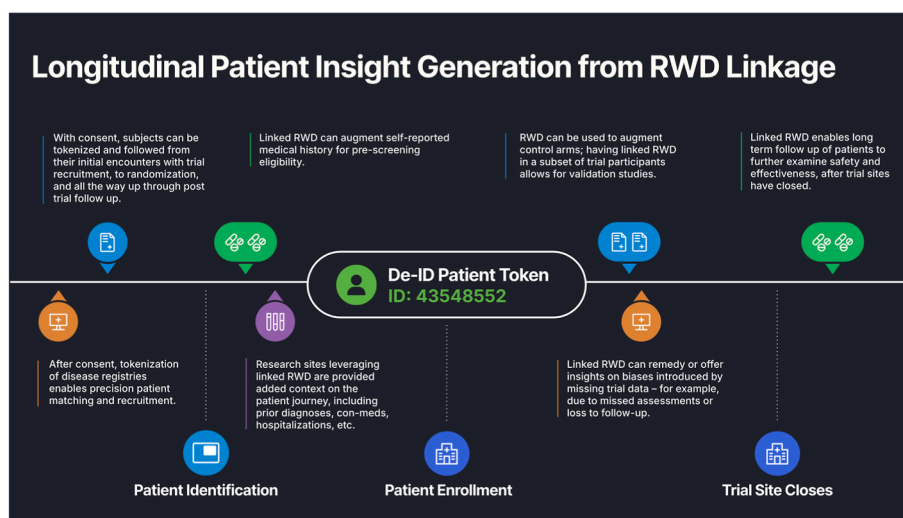 Longitudinal Patient Insight Generation from RWD Linkage
With consent, subjects can be
tokenized and followed from
their initial encounters with trial
recruitment, to randomization,
and all the way up through post
trial follow up.
Linked RWD can augment self-reported
medical history for pre-screening
eligibility.
RWD can be used to augment
control arms; having linked RWD
in a subset of trial participants
allows for validation studies.
Linked RWD enables long
term follow up of patients to
further examine safety and
effectiveness, after trial sites
have closed.
De-ID Patient Token
ID: 43548552
After consent, tokenization
of disease registries
enables precision patient
matching and recruitment.
Research sites leveraging
linked RWD are provided
added context on the
patient journey, including
prior diagnoses, con-meds,
hospitalizations, etc.
Linked RWD can remedy or offer
insights on biases introduced by
missing trial data – for example,
due to missed assessments or
loss to follow-up.
Patient Identification
Patient Enrollment
Trial Site Closes